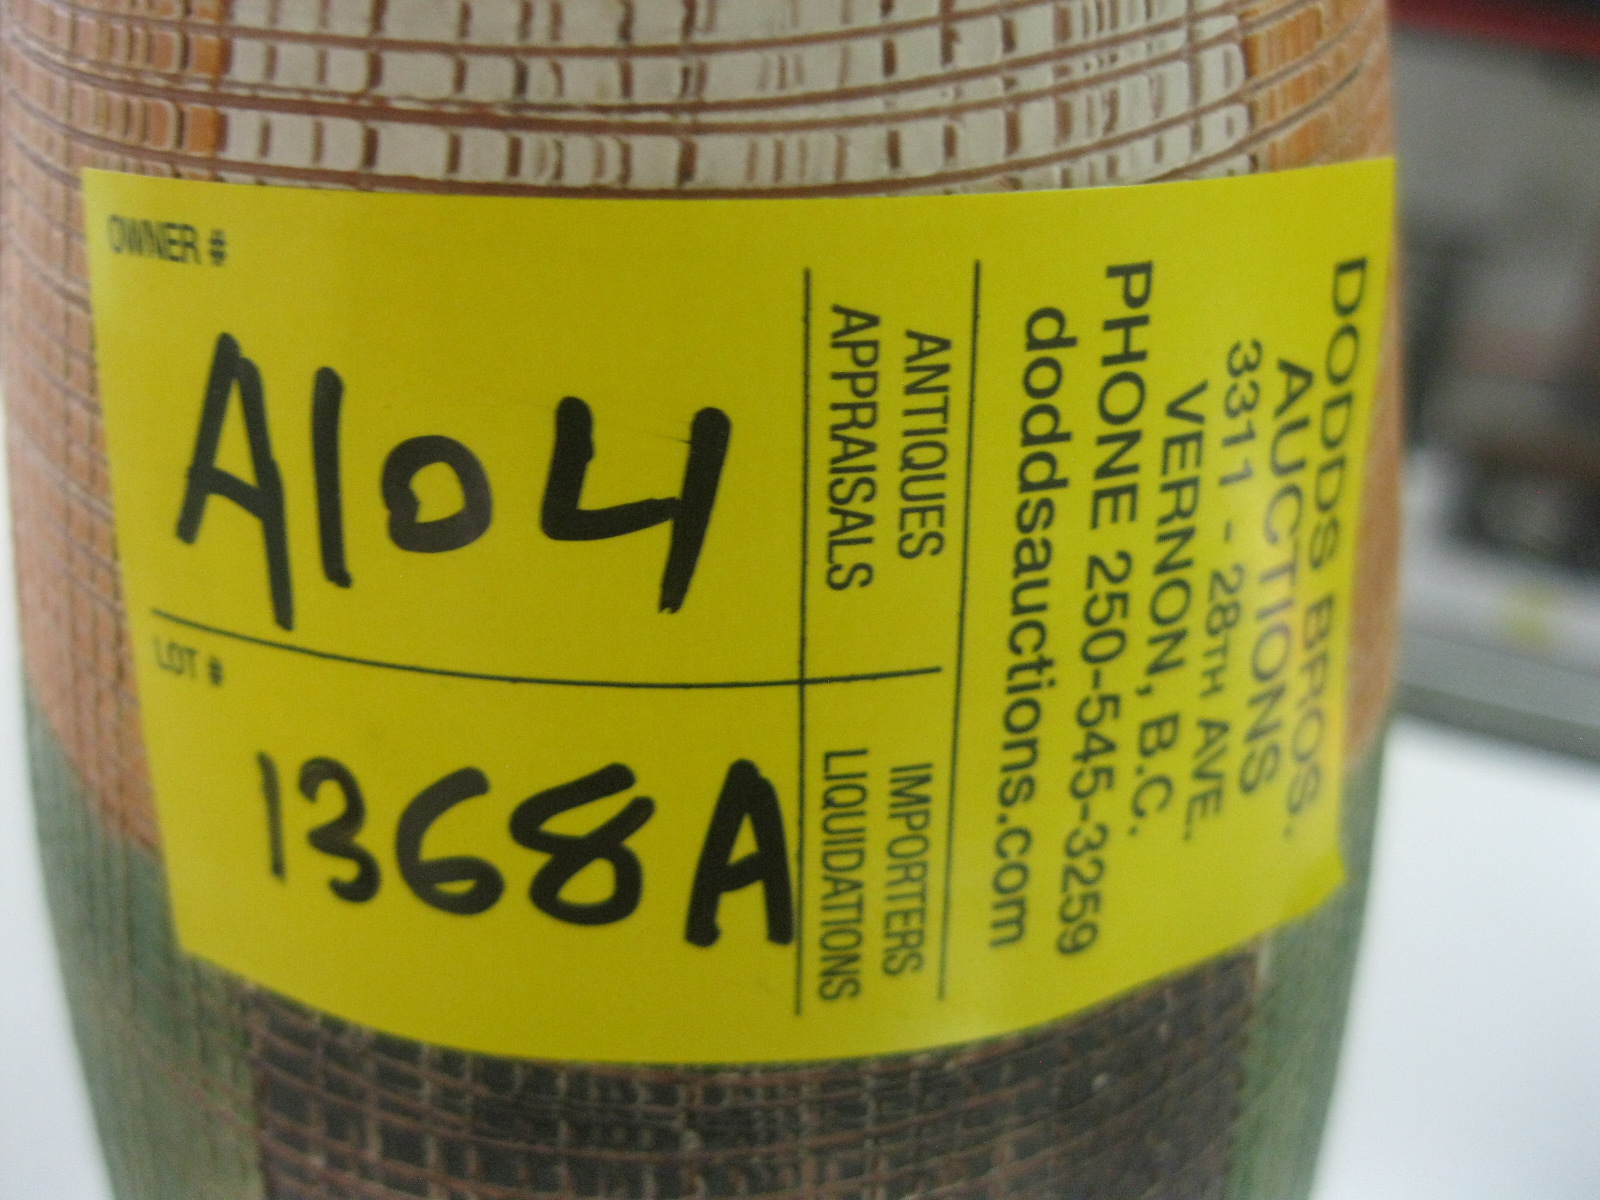 OWNER #
A104
LOT #
1368A
DODDS BROS.
AUCTIONS
3311 - 28TH AVE.
VERNON, B.C.
PHONE 250-545-3259
doddsauctions.com
ANTIQUES
APPRAISALS
IMPORTERS
LIQUIDATIONS